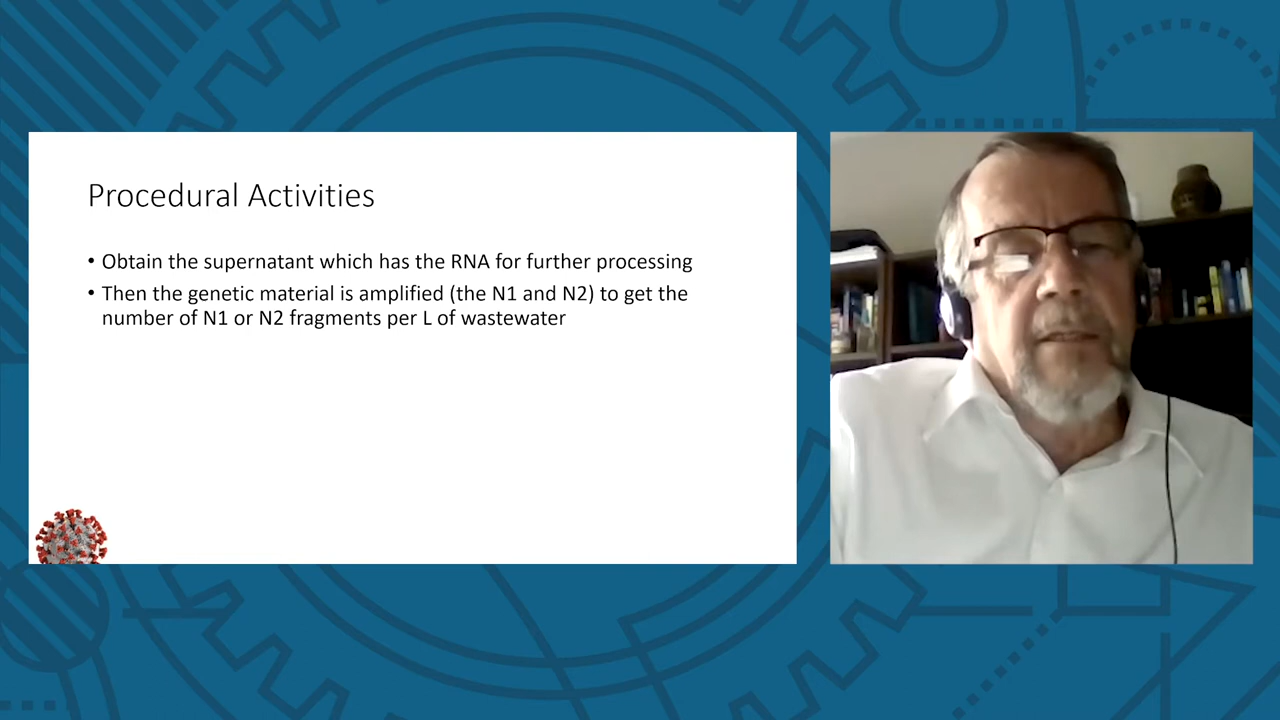 Procedural Activities
• Obtain the supernatant which has the RNA for further processing
• Then the genetic material is amplified (the N1 and N2) to get the
number of N1 or N2 fragments per L of wastewater